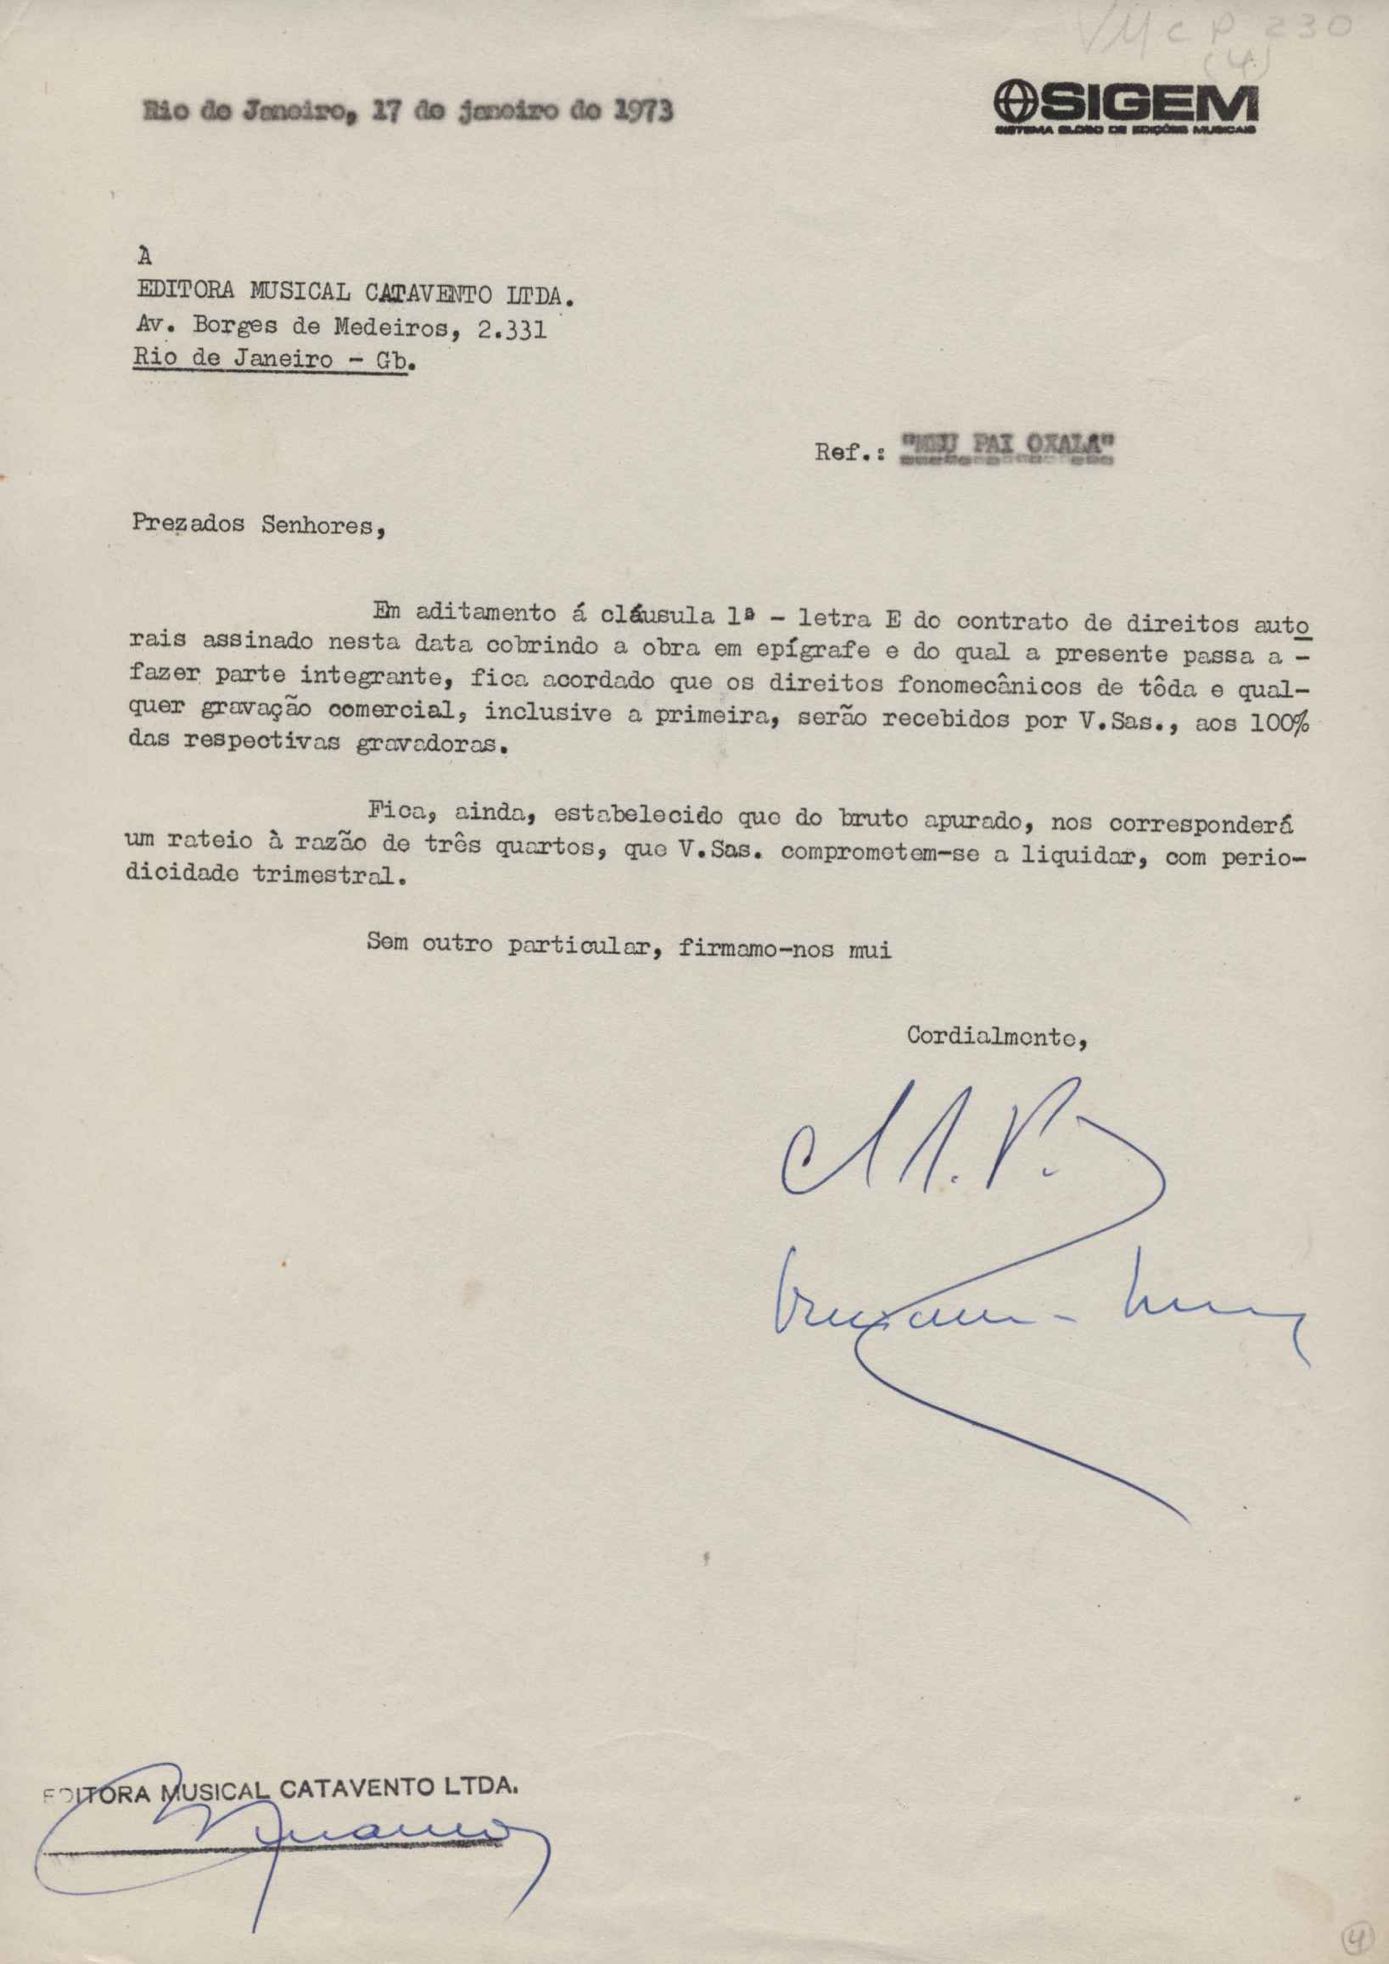 VMcP 230
(4)
Rio de Janeiro, 17 de janeiro de 1973
SIGEM
SISTEMA GLOBO DE EDIÇÕES MUSICAIS
À
EDITORA MUSICAL CATAVENTO LTDA.
Av. Borges de Medeiros, 2.331
Rio de Janeiro - Gb.
Ref.: "MEU PAI OXALA"
Prezados Senhores,
Em aditamento á cláusula 1ª - letra E do contrato de direitos auto
rais assinado nesta data cobrindo a obra em epígrafe e do qual a presente passa a -
fazer parte integrante, fica acordado que os direitos fonomecânicos de tôda e qual-
quer gravação comercial, inclusive a primeira, serão recebidos por V.Sas., aos 100%
das respectivas gravadoras.
Fica, ainda, estabelecido que do bruto apurado, nos corresponderá
um rateio à razão de três quartos, que V.Sas. comprometem-se a liquidar, com perio-
dicidade trimestral.
Sem outro particular, firmamo-nos mui
Cordialmente,
EDITORA MUSICAL CATAVENTO LTDA.
4